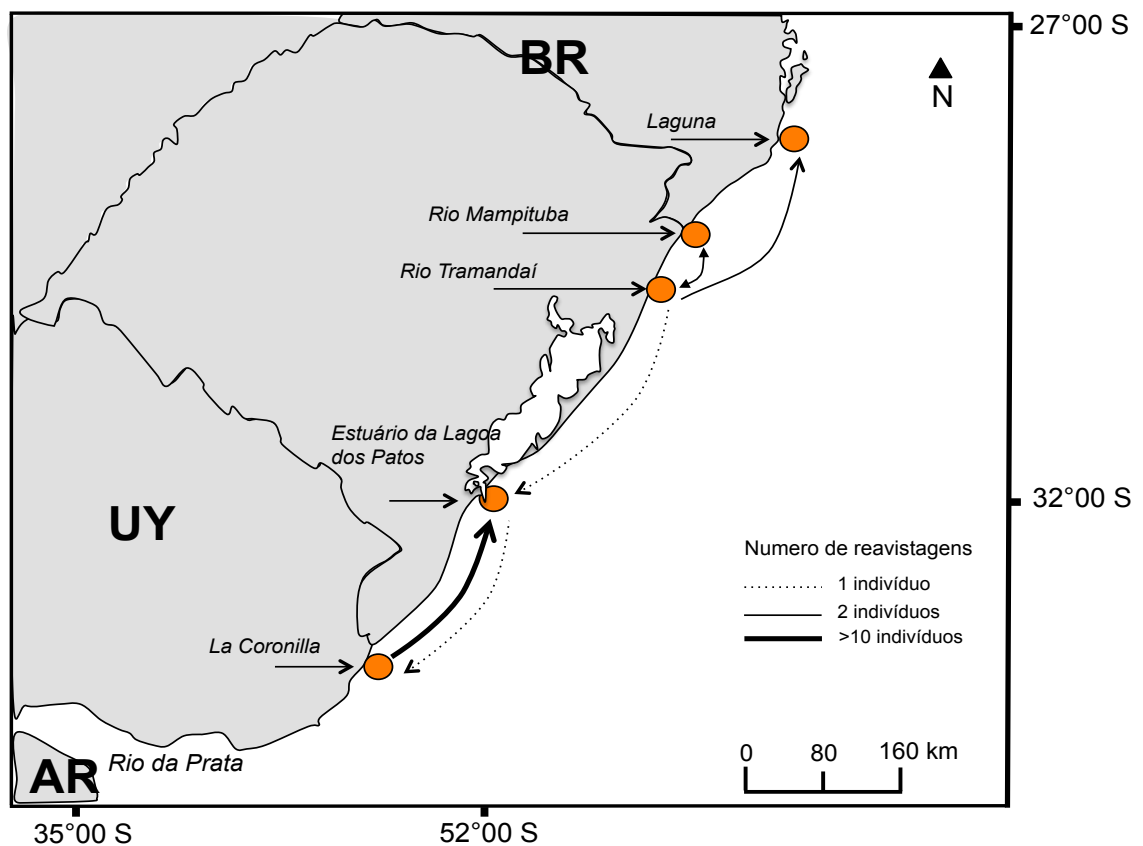 27°00 S
BR
N
Laguna
Rio Mampituba
Rio Tramandaí
Estuário da Lagoa
dos Patos
32°00 S
UY
Numero de reavistagens
1 indivíduo
2 indivíduos
>10 indivíduos
La Coronilla
0 80 160 km
AR
Rio da Prata
35°00 S
52°00 S